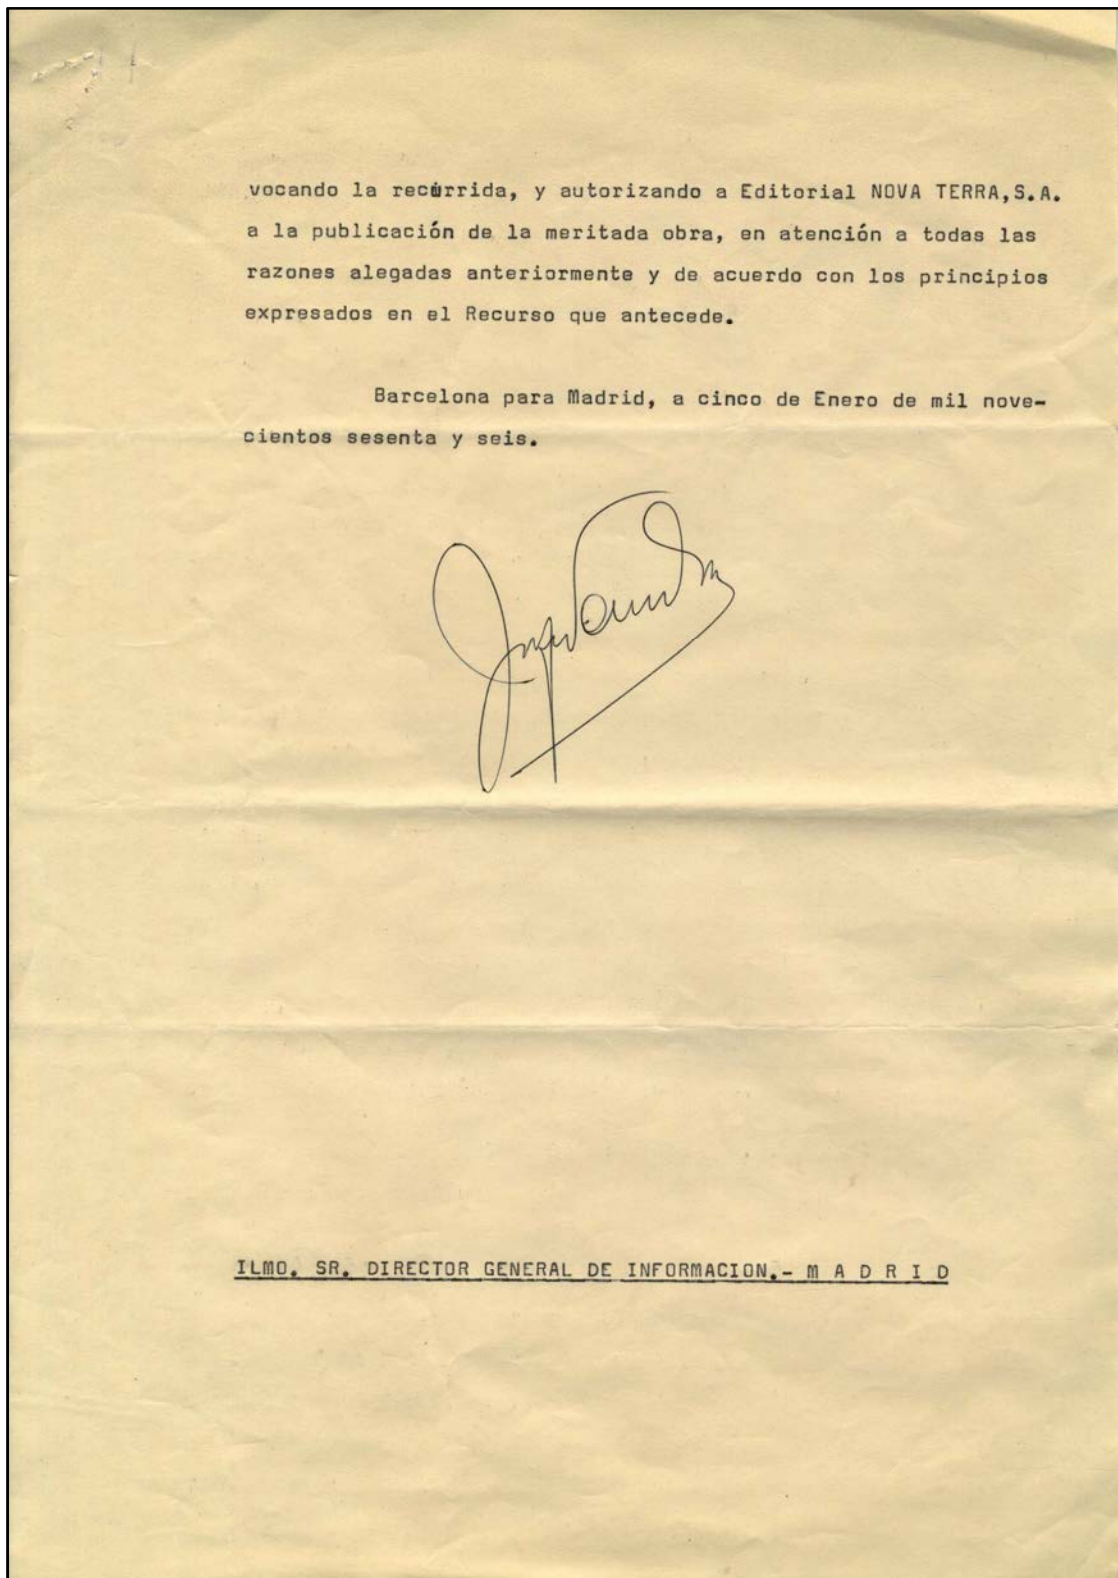 vocando la recurrida, y autorizando a Editorial NOVA TERRA,S.A.
a la publicación de la meritada obra, en atención a todas las
razones alegadas anteriormente y de acuerdo con los principios
expresados en el Recurso que antecede.
Barcelona para Madrid, a cinco de Enero de mil nove-
cientos sesenta y seis.
ILMO. SR. DIRECTOR GENERAL DE INFORMACION.- M A D R I D